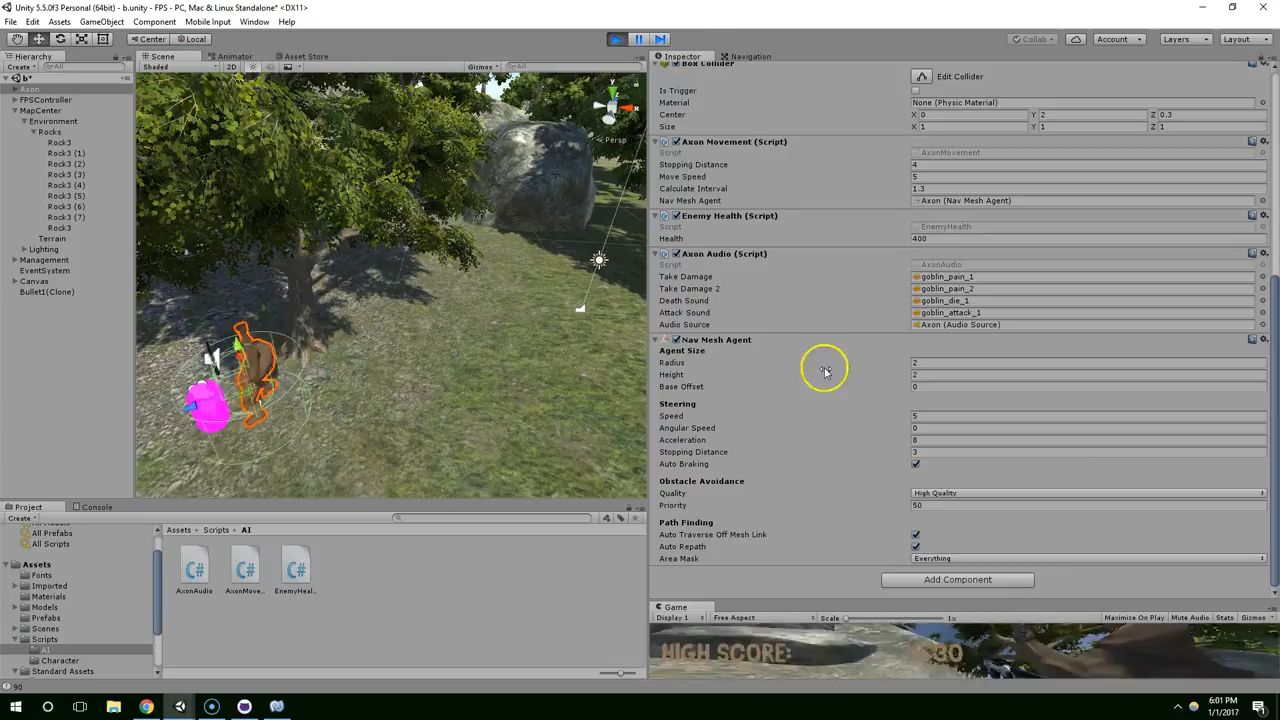 Unity 5.5.0f3 Personal (64bit) - b.unity - FPS - PC, Mac & Linux Standalone* <DX11>
File Edit Assets GameObject Component Mobile Input Window Help
Center Local Collab Account Layers Layout
Hierarchy Scene Animator Asset Store Inspector Navigation
Create All Shaded 2D Gizmos All
b*
Axon
FPSController
MapCenter
Environment
Rocks
Rock3
Rock3 (1)
Rock3 (2)
Rock3 (3)
Rock3 (4)
Rock3 (5)
Rock3 (6)
Rock3 (7)
Rock3
Terrain
Lighting
Management
EventSystem
Canvas
Bullet1(Clone)
y
x
Persp
Box Collider
Edit Collider
Is Trigger
Material None (Physic Material)
Center X 0 Y 2 Z 0.3
Size X 1 Y 1 Z 1
Axon Movement (Script)
Script AxonMovement
Stopping Distance 4
Move Speed 5
Calculate Interval 1.3
Nav Mesh Agent Axon (Nav Mesh Agent)
Enemy Health (Script)
Script EnemyHealth
Health 400
Axon Audio (Script)
Script AxonAudio
Take Damage goblin_pain_1
Take Damage 2 goblin_pain_2
Death Sound goblin_die_1
Attack Sound goblin_attack_1
Audio Source Axon (Audio Source)
Nav Mesh Agent
Agent Size
Radius 2
Height 2
Base Offset 0
Steering
Speed 5
Angular Speed 0
Acceleration 8
Stopping Distance 3
Auto Braking
Obstacle Avoidance
Quality High Quality
Priority 50
Path Finding
Auto Traverse Off Mesh Link
Auto Repath
Area Mask Everything
Add Component
Project Console
Create
All Prefabs
All Scripts
Assets
Fonts
Imported
Materials
Models
Prefabs
Scenes
Scripts
AI
Character
Standard Assets
Assets Scripts AI
AxonAudio AxonMove... EnemyHeal...
Game
Display 1 Free Aspect Scale 1x Maximize On Play Mute Audio Stats Gizmos
HIGH SCORE:
90
6:01 PM
1/1/2017